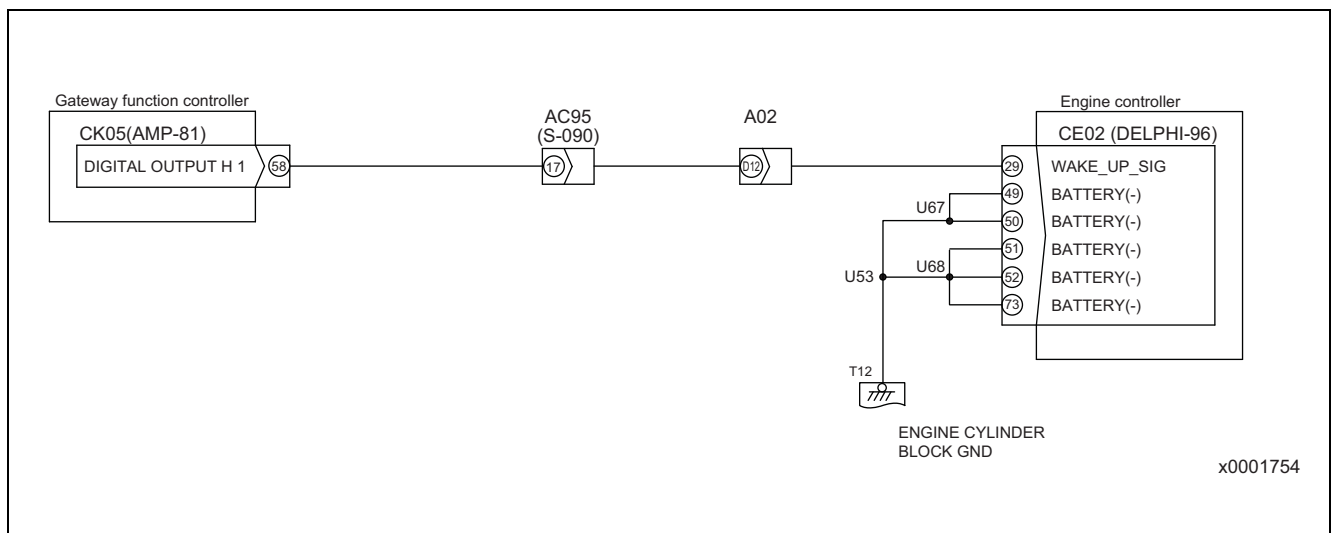 Gateway function controller
CK05(AMP-81)
DIGITAL OUTPUT H 1
58
AC95
(S-090)
17
A02
D12
Engine controller
CE02 (DELPHI-96)
29 WAKE_UP_SIG
49 BATTERY(-)
U67
50 BATTERY(-)
51 BATTERY(-)
U53
U68
52 BATTERY(-)
73 BATTERY(-)
T12
ENGINE CYLINDER
BLOCK GND
x0001754